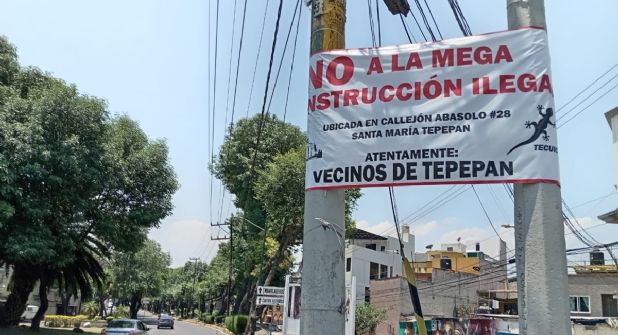 NO A LA MEGA
NSTRUCCIÓN ILEGA
UBICADA EN CALLEJÓN ABASOLO #28
SANTA MARÍA TEPEPAN
ATENTAMENTE:
VECINOS DE TEPEPAN